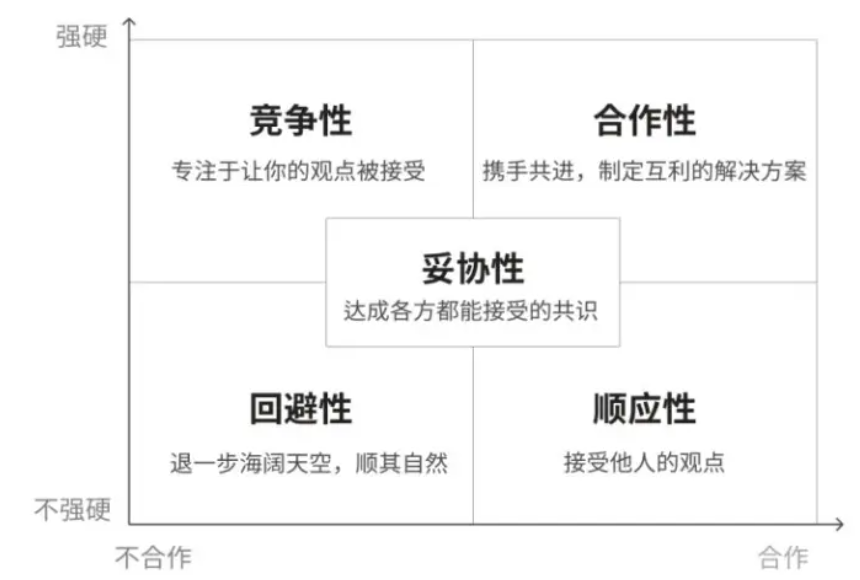 强硬
竞争性
专注于让你的观点被接受
合作性
携手共进，制定互利的解决方案
妥协性
达成各方都能接受的共识
回避性
退一步海阔天空，顺其自然
顺应性
接受他人的观点
不强硬
不合作
合作